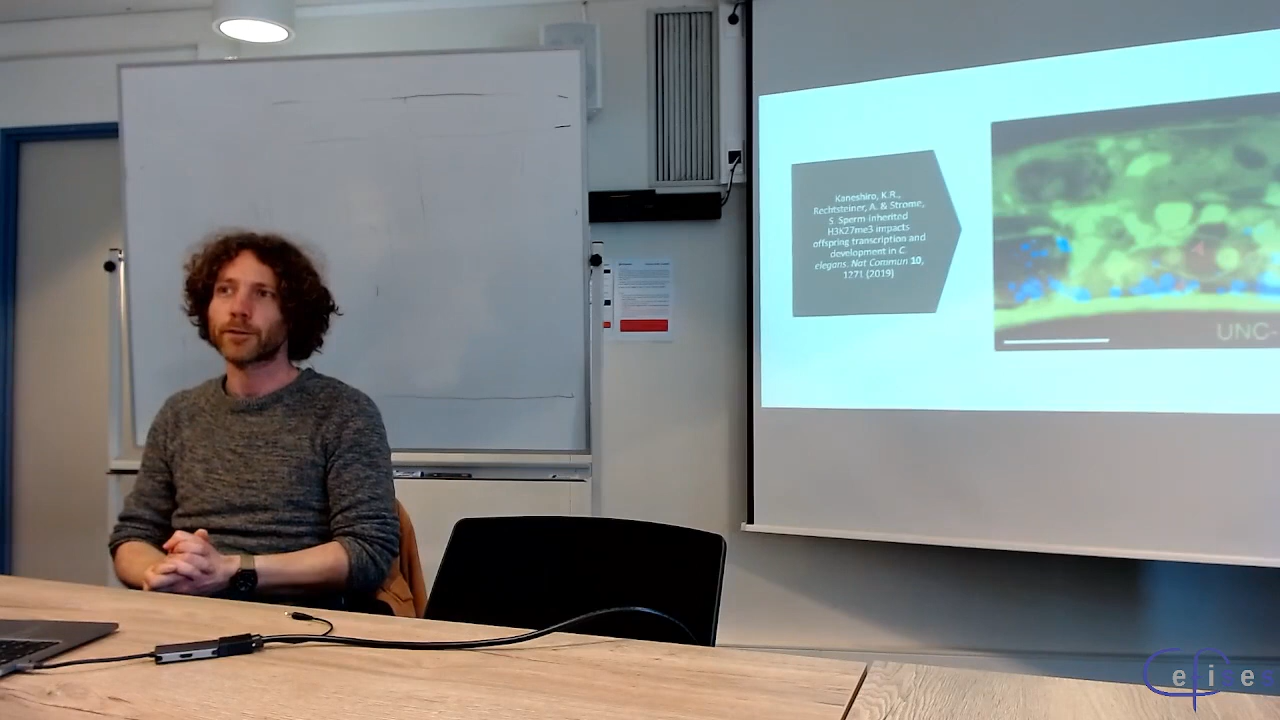 Kaneshiro, K.R.,
Rechtsteiner, A. & Strome,
S. Sperm-inherited
H3K27me3 impacts
offspring transcription and
development in C.
elegans. Nat Commun 10,
1271 (2019)
UNC-